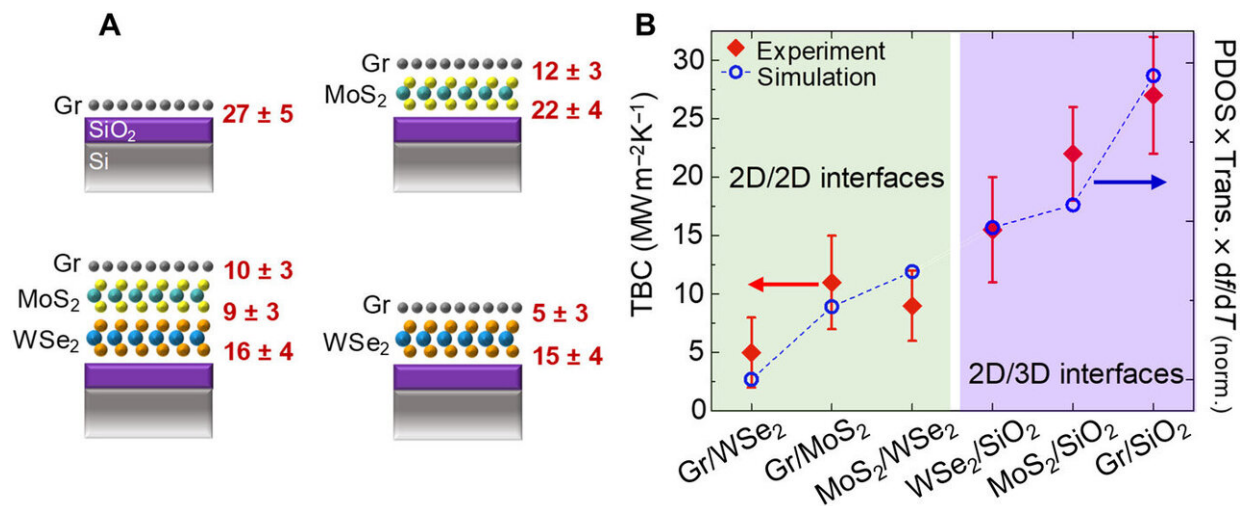 A
Gr
27 ± 5
SiO₂
Si
Gr
12 ± 3
MoS₂
22 ± 4
Gr
10 ± 3
MoS₂
9 ± 3
WSe₂
16 ± 4
Gr
5 ± 3
WSe₂
15 ± 4
B
TBC (MWm⁻²K⁻¹)
30
25
20
15
10
5
0
Experiment
Simulation
2D/2D interfaces
2D/3D interfaces
Gr/WSe₂
Gr/MoS₂
MoS₂/WSe₂
WSe₂/SiO₂
MoS₂/SiO₂
Gr/SiO₂
PDOS × Trans. × df/dT (norm.)